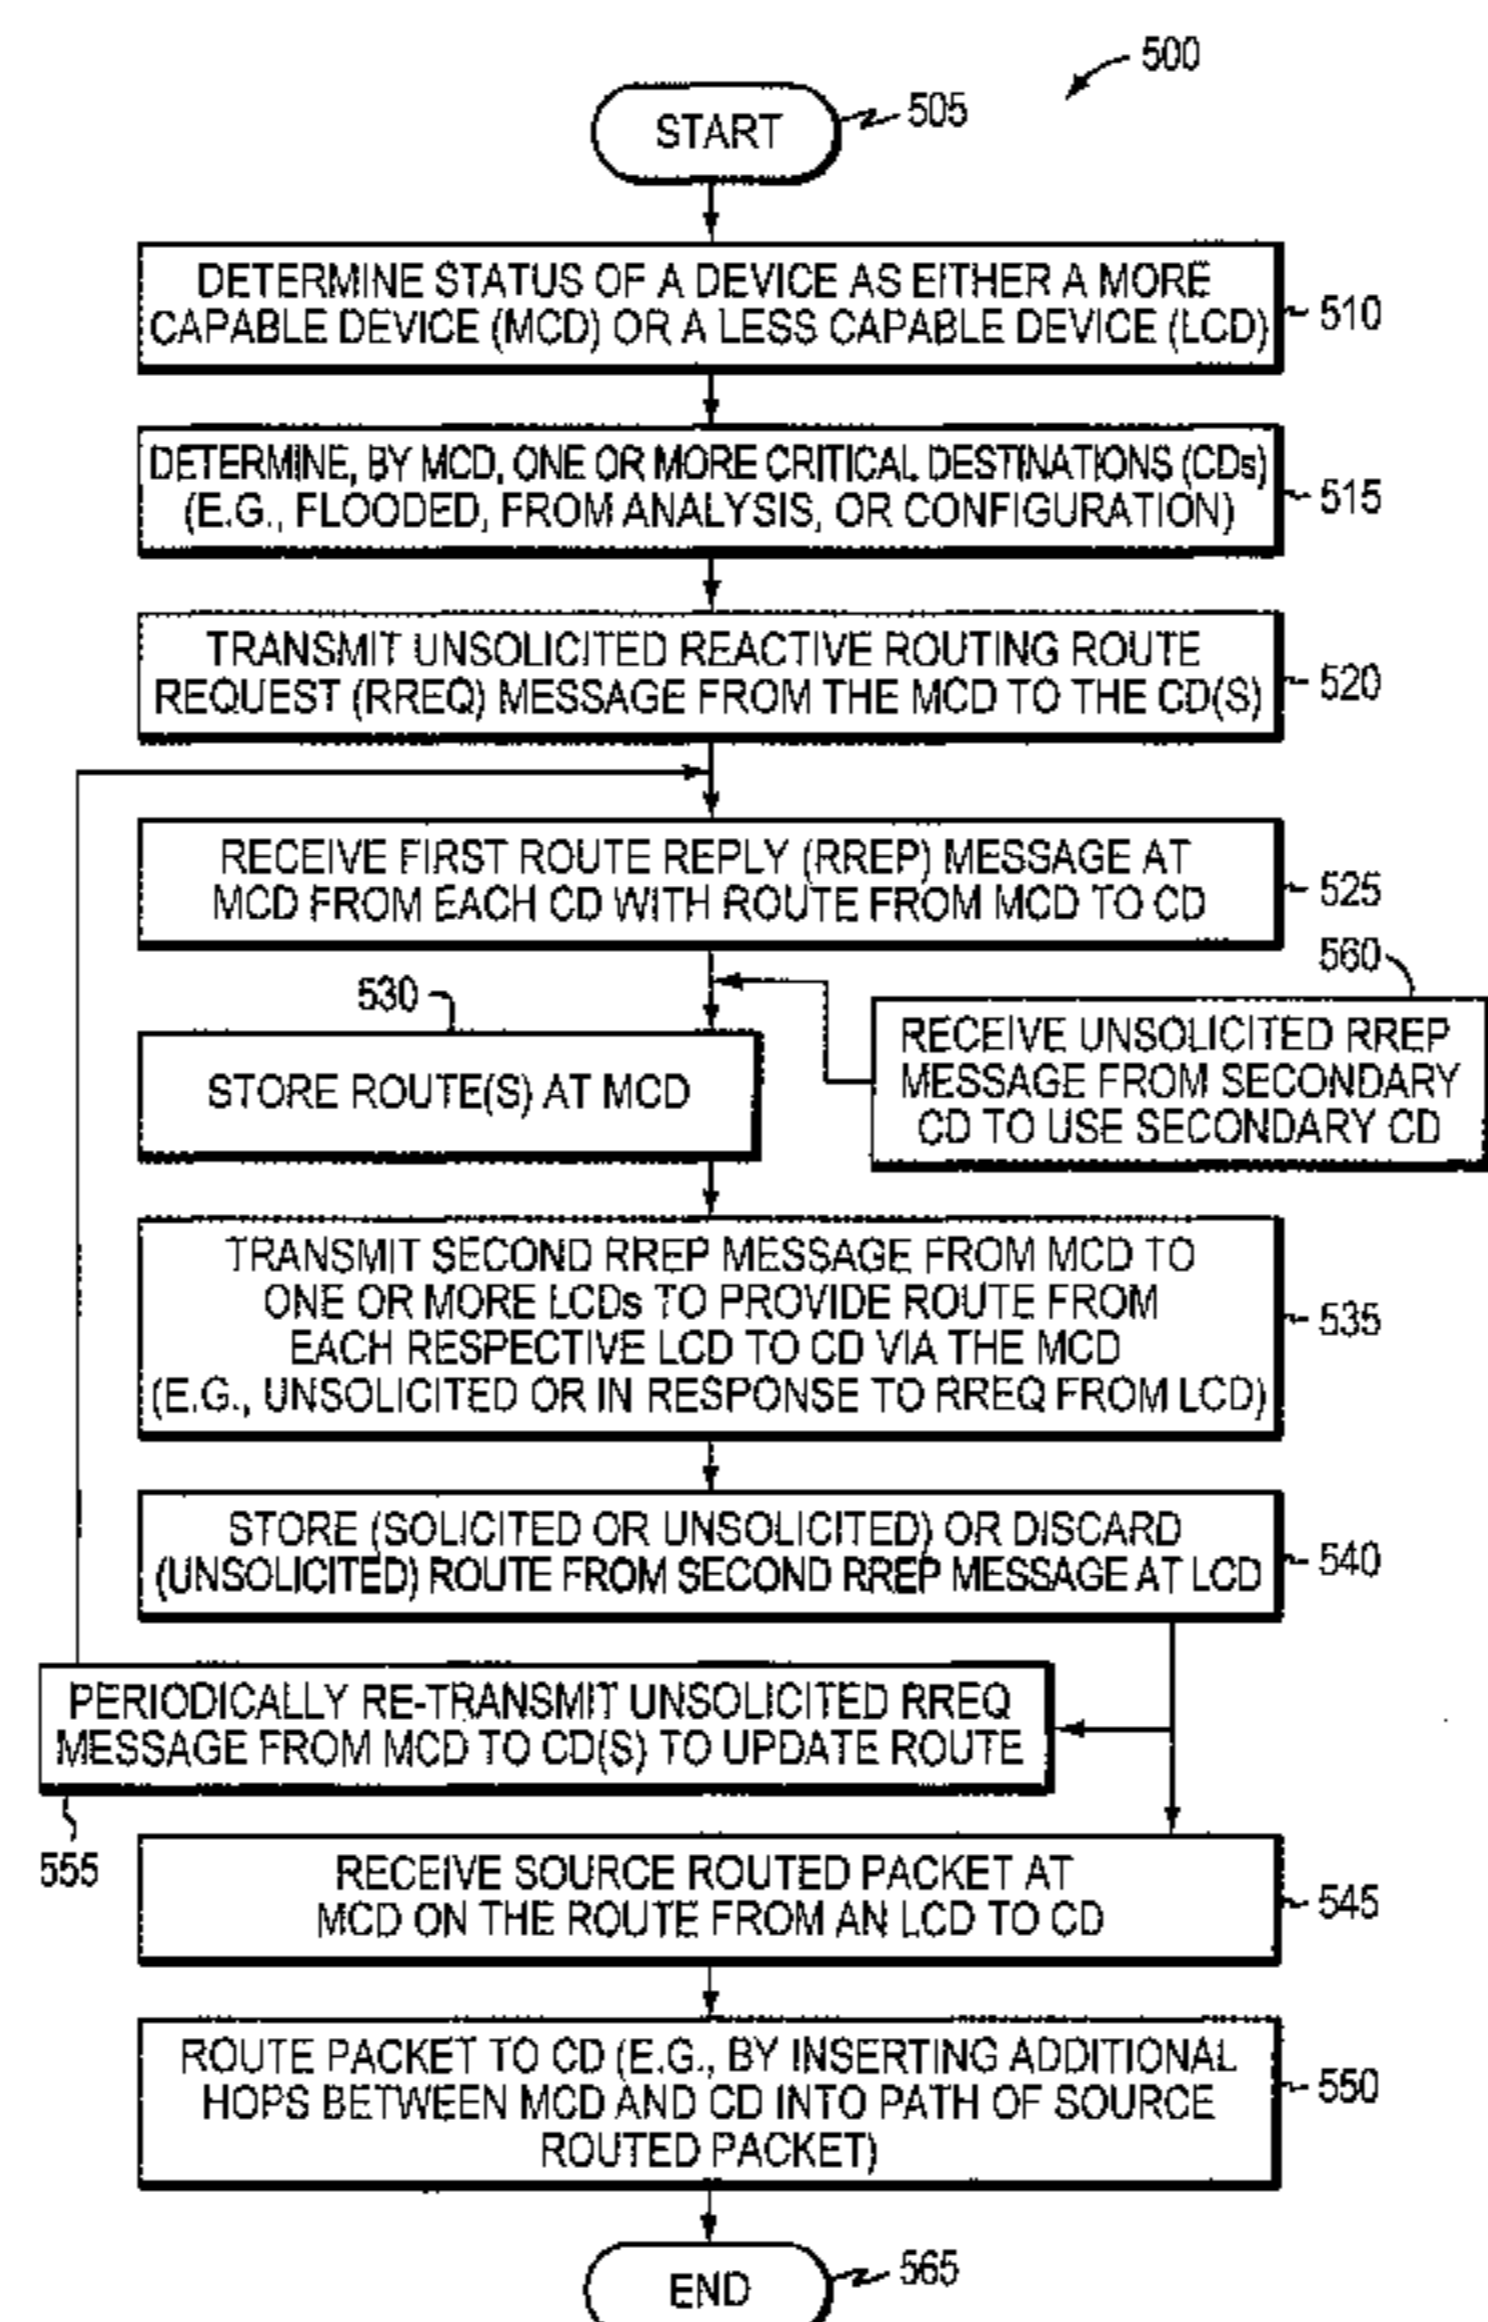 500
START
505
DETERMINE STATUS OF A DEVICE AS EITHER A MORE
CAPABLE DEVICE (MCD) OR A LESS CAPABLE DEVICE (LCD)
510
DETERMINE, BY MCD, ONE OR MORE CRITICAL DESTINATIONS (CDs)
(E.G., FLOODED, FROM ANALYSIS, OR CONFIGURATION)
515
TRANSMIT UNSOLICITED REACTIVE ROUTING ROUTE
REQUEST (RREQ) MESSAGE FROM THE MCD TO THE CD(S)
520
RECEIVE FIRST ROUTE REPLY (RREP) MESSAGE AT
MCD FROM EACH CD WITH ROUTE FROM MCD TO CD
525
530
STORE ROUTE(S) AT MCD
560
RECEIVE UNSOLICITED RREP
MESSAGE FROM SECONDARY
CD TO USE SECONDARY CD
TRANSMIT SECOND RREP MESSAGE FROM MCD TO
ONE OR MORE LCDs TO PROVIDE ROUTE FROM
EACH RESPECTIVE LCD TO CD VIA THE MCD
(E.G., UNSOLICITED OR IN RESPONSE TO RREQ FROM LCD)
535
STORE (SOLICITED OR UNSOLICITED) OR DISCARD
(UNSOLICITED) ROUTE FROM SECOND RREP MESSAGE AT LCD
540
PERIODICALLY RE-TRANSMIT UNSOLICITED RREQ
MESSAGE FROM MCD TO CD(S) TO UPDATE ROUTE
555
RECEIVE SOURCE ROUTED PACKET AT
MCD ON THE ROUTE FROM AN LCD TO CD
545
ROUTE PACKET TO CD (E.G., BY INSERTING ADDITIONAL
HOPS BETWEEN MCD AND CD INTO PATH OF SOURCE
ROUTED PACKET)
550
END
565